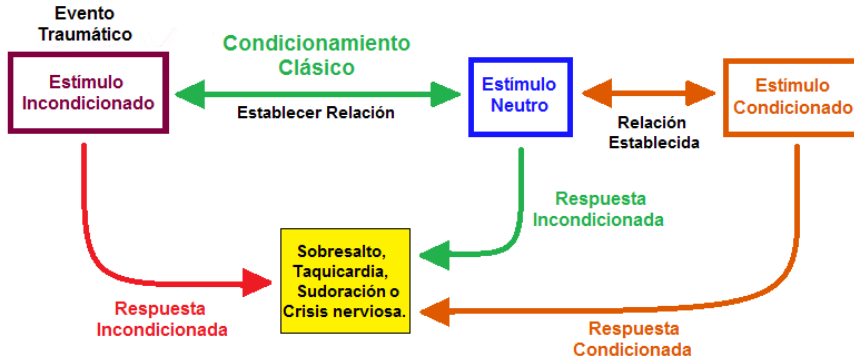 Evento
Traumático
Estímulo
Incondicionado
Condicionamiento
Clásico
Establecer Relación
Estímulo
Neutro
Relación
Establecida
Estímulo
Condicionado
Respuesta
Incondicionada
Sobresalto,
Taquicardia,
Sudoración o
Crisis nerviosa.
Respuesta
Incondicionada
Respuesta
Condicionada